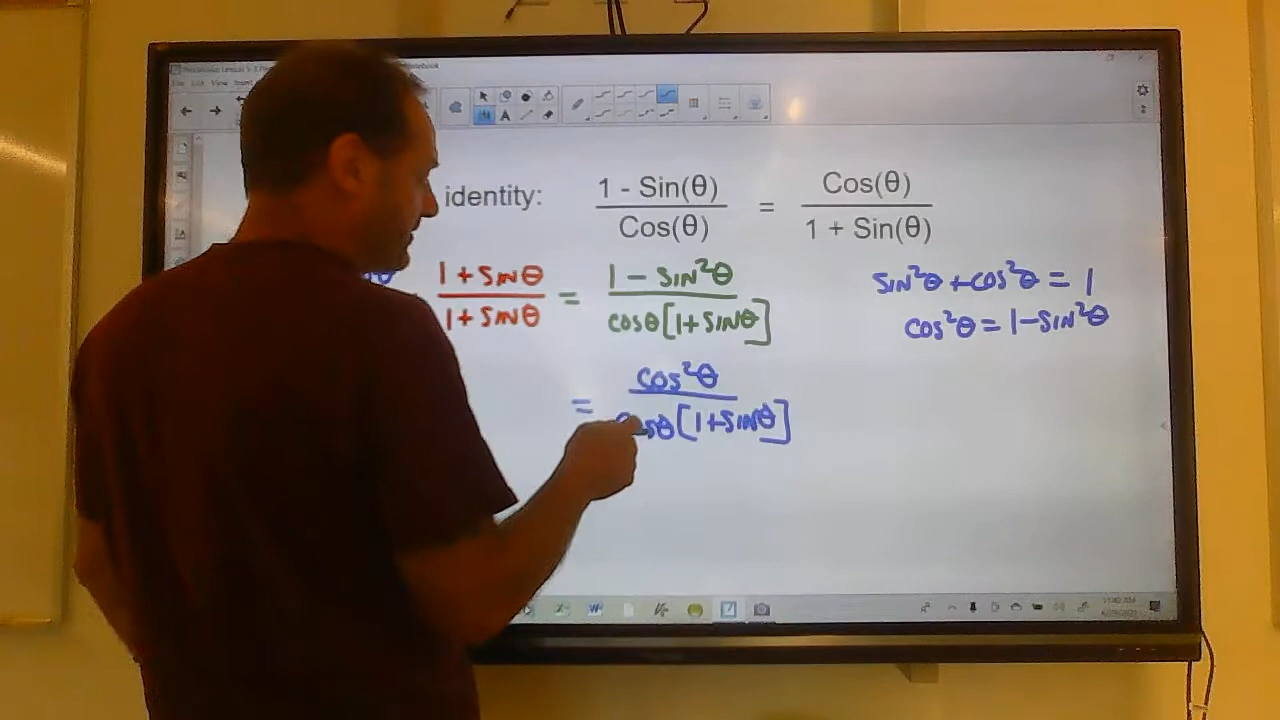 identity: 1 - Sin(θ) / Cos(θ) = Cos(θ) / 1 + Sin(θ)
1 + sinθ / 1 + sinθ = 1 - sin²θ / cosθ[1+sinθ]
sin²θ + cos²θ = 1
cos²θ = 1 - sin²θ
= cos²θ / cosθ[1+sinθ]